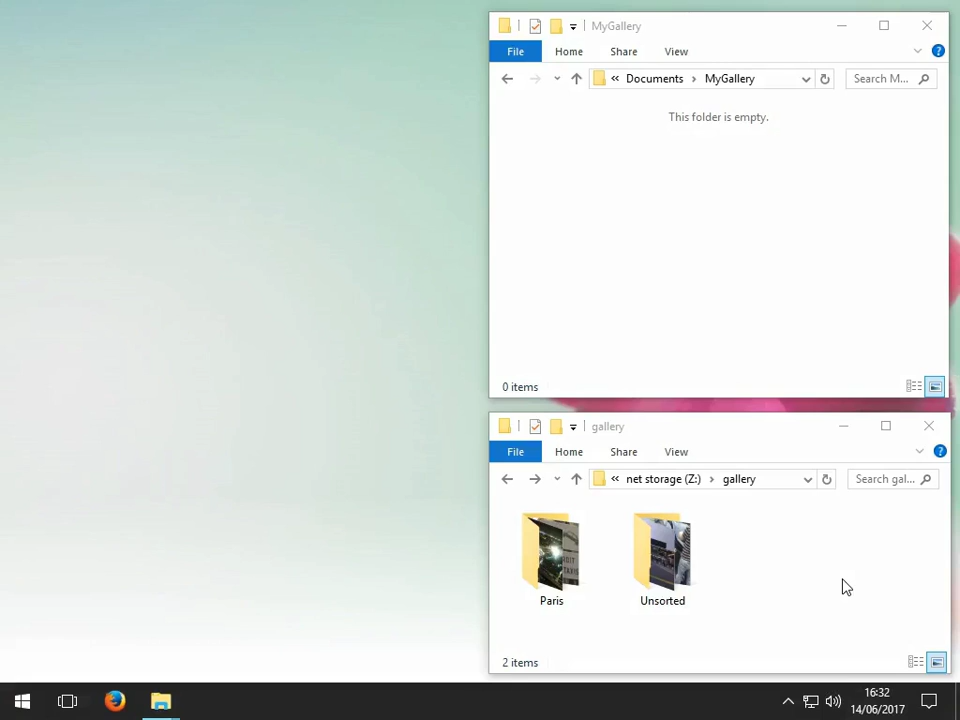 MyGallery
File Home Share View
« Documents › MyGallery Search M...
This folder is empty.
0 items
gallery
File Home Share View
« net storage (Z:) › gallery Search gal...
Paris Unsorted
2 items
16:32
14/06/2017